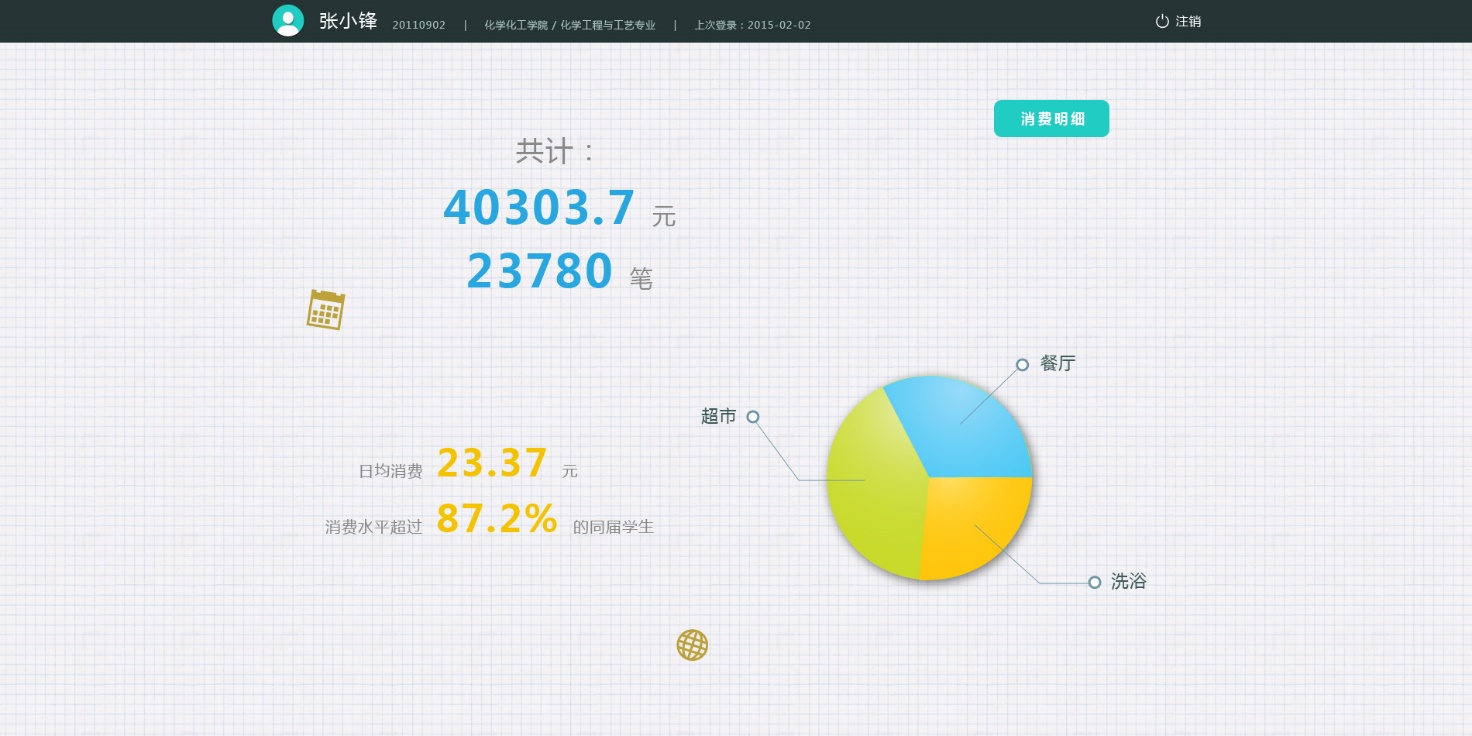 张小锋 20110902 | 化学化工学院 / 化学工程与工艺专业 | 上次登录：2015-02-02 注销
消费明细
共计：
40303.7 元
23780 笔
餐厅
超市
日均消费 23.37 元
消费水平超过 87.2% 的同届学生
洗浴